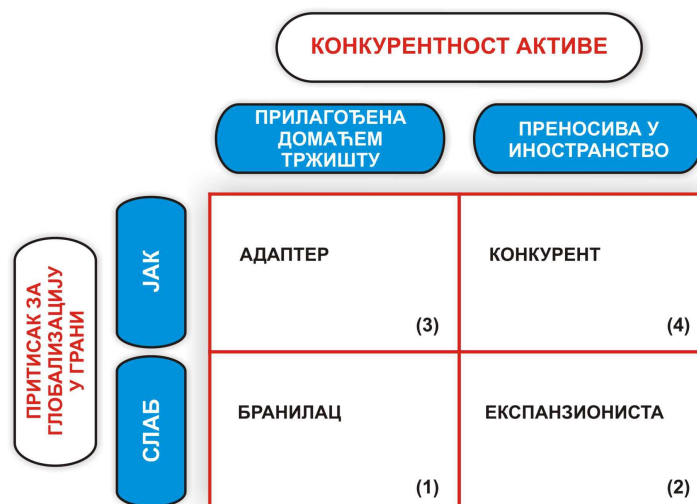 КОНКУРЕНТНОСТ АКТИВЕ
ПРИЛАГОЂЕНА
ДОМАЋЕМ
ТРЖИШТУ
ПРЕНОСИВА У
ИНОСТРАНСТВО
ПРИТИСАК ЗА
ГЛОБАЛИЗАЦИЈУ
У ГРАНИ
ЈАК
АДАПТЕР
(3)
КОНКУРЕНТ
(4)
СЛАБ
БРАНИЛАЦ
(1)
ЕКСПАНЗИОНИСТА
(2)